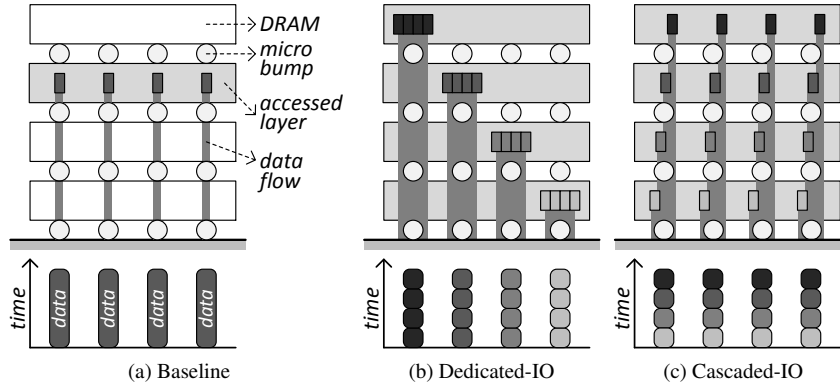 DRAM
micro
bump
accessed
layer
data
flow
time
data
data
data
data
time
time
(a) Baseline
(b) Dedicated-IO
(c) Cascaded-IO